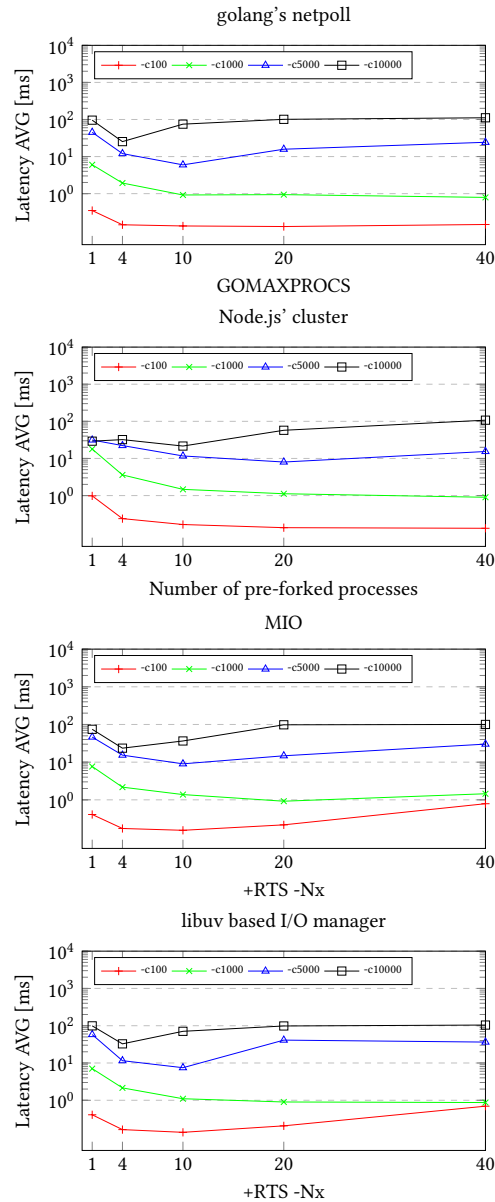 golang's netpoll
-c100 -c1000 -c5000 -c10000
Latency AVG [ms]
10^4
10^3
10^2
10^1
10^0
1 4 10 20 40
GOMAXPROCS
Node.js' cluster
-c100 -c1000 -c5000 -c10000
Latency AVG [ms]
10^4
10^3
10^2
10^1
10^0
1 4 10 20 40
Number of pre-forked processes
MIO
-c100 -c1000 -c5000 -c10000
Latency AVG [ms]
10^4
10^3
10^2
10^1
10^0
1 4 10 20 40
+RTS -Nx
libuv based I/O manager
-c100 -c1000 -c5000 -c10000
Latency AVG [ms]
10^4
10^3
10^2
10^1
10^0
1 4 10 20 40
+RTS -Nx